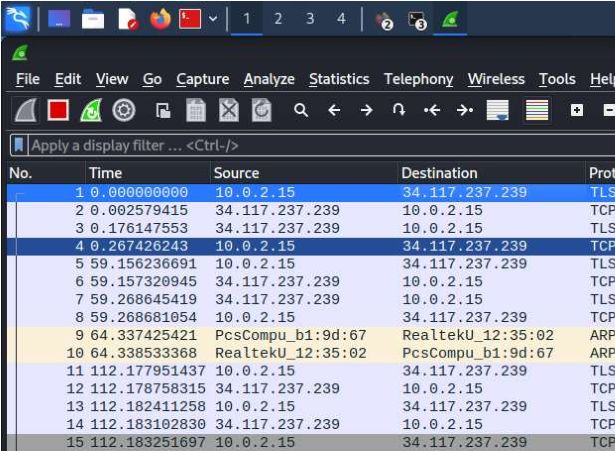 1 2 3 4
File Edit View Go Capture Analyze Statistics Telephony Wireless Tools Help
Apply a display filter ... <Ctrl-/>
No. Time Source Destination Prot
1 0.000000000 10.0.2.15 34.117.237.239 TLS
2 0.002579415 34.117.237.239 10.0.2.15 TCP
3 0.176147553 34.117.237.239 10.0.2.15 TLS
4 0.267426243 10.0.2.15 34.117.237.239 TCP
5 59.156236691 10.0.2.15 34.117.237.239 TLS
6 59.157320945 34.117.237.239 10.0.2.15 TCP
7 59.268645419 34.117.237.239 10.0.2.15 TLS
8 59.268681054 10.0.2.15 34.117.237.239 TCP
9 64.337425421 PcsCompu_b1:9d:67 RealtekU_12:35:02 ARP
10 64.338533368 RealtekU_12:35:02 PcsCompu_b1:9d:67 ARP
11 112.177951437 10.0.2.15 34.117.237.239 TLS
12 112.178758315 34.117.237.239 10.0.2.15 TCP
13 112.182411258 10.0.2.15 34.117.237.239 TLS
14 112.183102830 34.117.237.239 10.0.2.15 TCP
15 112.183251697 10.0.2.15 34.117.237.239 TCP